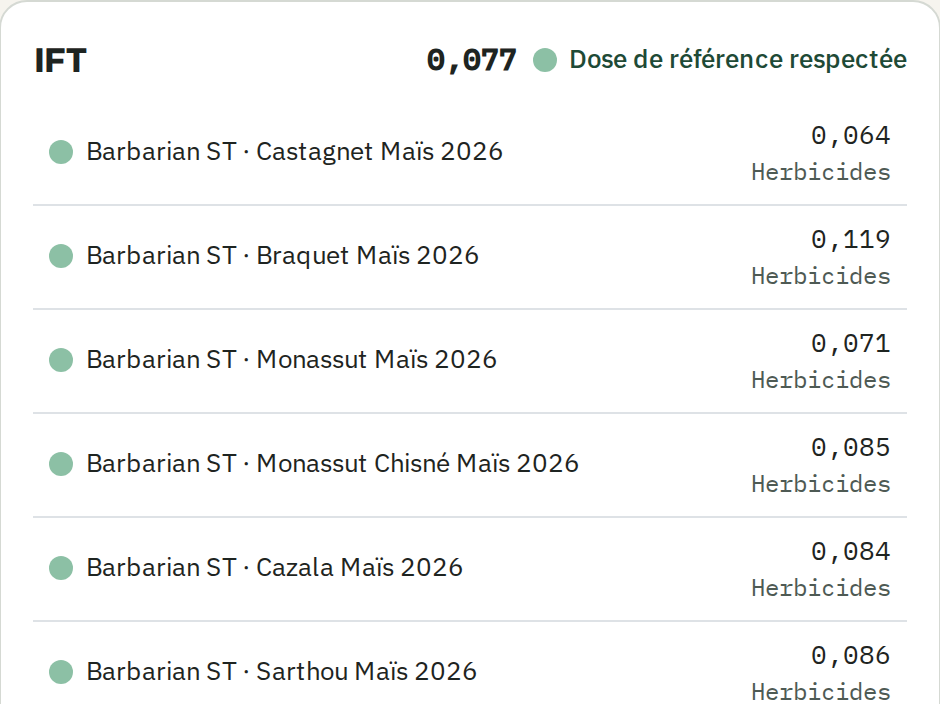 IFT
0,077 Dose de référence respectée
Barbarian ST · Castagnet Maïs 2026
0,064
Herbicides
Barbarian ST · Braquet Maïs 2026
0,119
Herbicides
Barbarian ST · Monassut Maïs 2026
0,071
Herbicides
Barbarian ST · Monassut Chisné Maïs 2026
0,085
Herbicides
Barbarian ST · Cazala Maïs 2026
0,084
Herbicides
Barbarian ST · Sarthou Maïs 2026
0,086
Herbicides